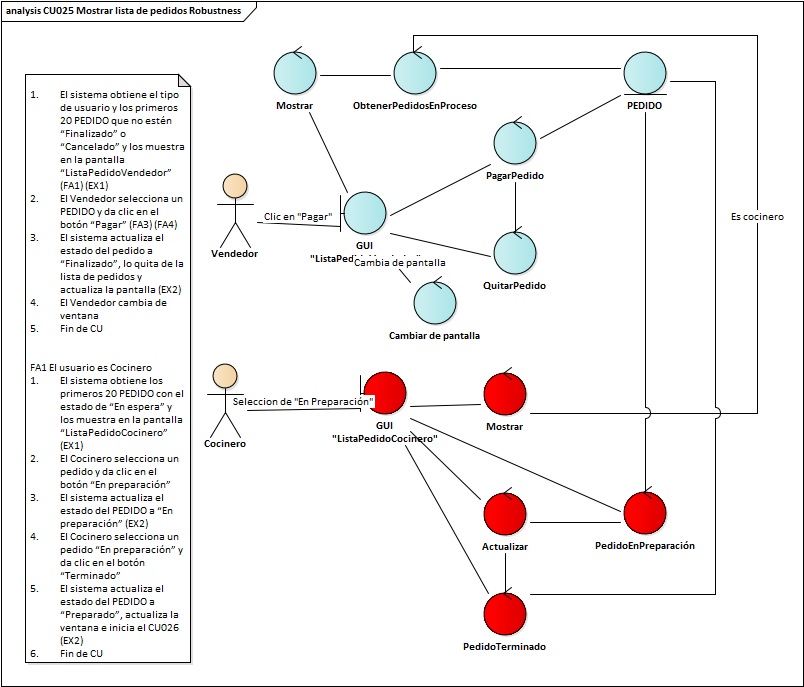 analysis CU025 Mostrar lista de pedidos Robustness
1. El sistema obtiene el tipo
de usuario y los primeros
20 PEDIDO que no estén
“Finalizado” o
“Cancelado” y los muestra
en la pantalla
“ListaPedidoVendedor”
(FA1) (EX1)
2. El Vendedor selecciona un
PEDIDO y da clic en el
botón “Pagar” (FA3) (FA4)
3. El sistema actualiza el
estado del pedido a
“Finalizado”, lo quita de la
lista de pedidos y
actualiza la pantalla (EX2)
4. El Vendedor cambia de
ventana
5. Fin de CU
FA1 El usuario es Cocinero
1. El sistema obtiene los
primeros 20 PEDIDO con el
estado de “En espera” y
los muestra en la pantalla
“ListaPedidoCocinero”
(EX1)
2. El Cocinero selecciona un
pedido y da clic en el
botón “En preparación”
3. El sistema actualiza el
estado del PEDIDO a “En
preparación” (EX2)
4. El Cocinero selecciona un
pedido “En preparación” y
da clic en el botón
“Terminado”
5. El sistema actualiza el
estado del PEDIDO a
“Preparado”, actualiza la
ventana e inicia el CU026
(EX2)
6. Fin de CU
Mostrar
ObtenerPedidosEnProceso
PEDIDO
PagarPedido
Clic en "Pagar"
Es cocinero
Vendedor
GUI
Cambia de pantalla
QuitarPedido
Cambiar de pantalla
Seleccion de "En Preparación"
Cocinero
GUI
"ListaPedidoCocinero"
Mostrar
Actualizar
PedidoEnPreparación
PedidoTerminado